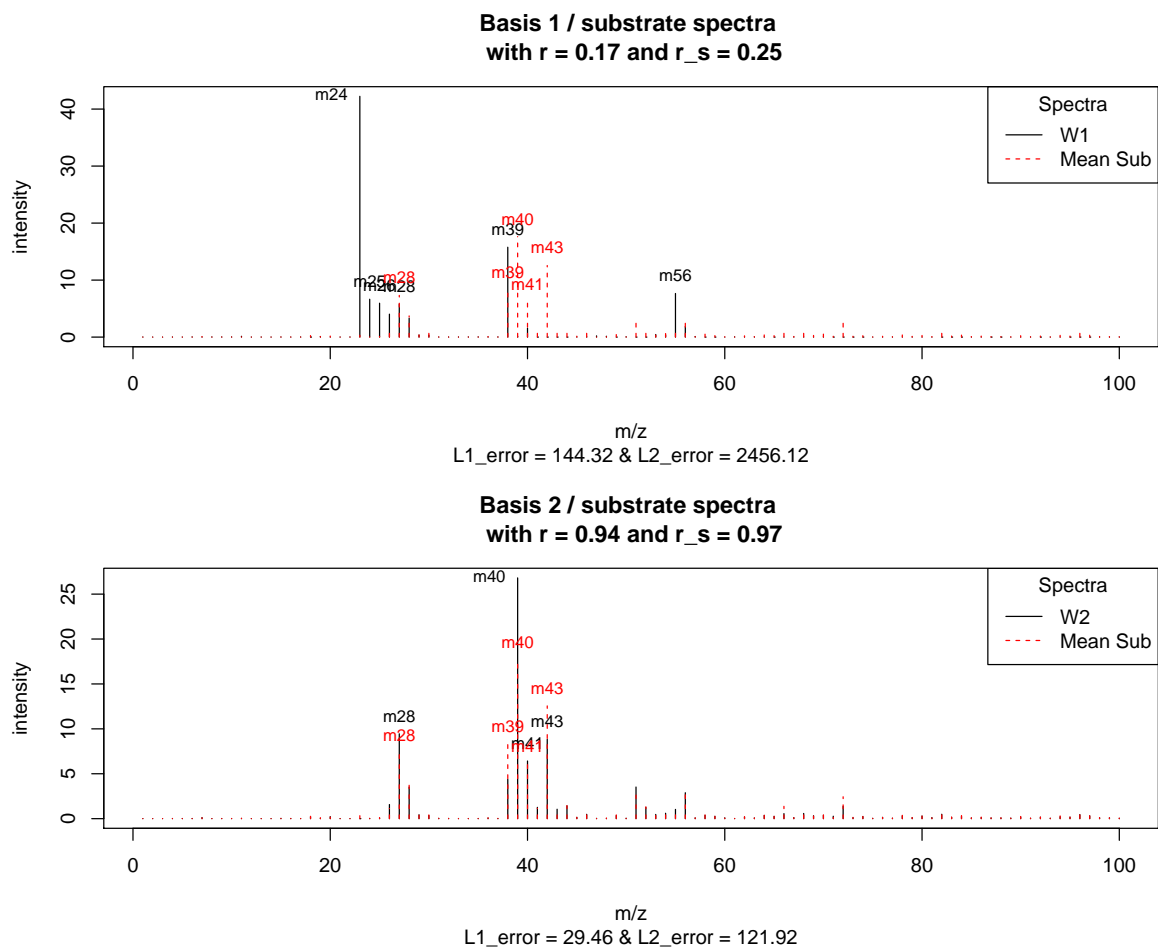 Basis 1 / substrate spectra
with r = 0.17 and r_s = 0.25
intensity
0
10
20
30
40
m24
m25
m26
m28
m28
m39
m39
m40
m41
m43
m56
Spectra
W1
Mean Sub
0 20 40 60 80 100
m/z
L1_error = 144.32 & L2_error = 2456.12
Basis 2 / substrate spectra
with r = 0.94 and r_s = 0.97
intensity
0
5
10
15
20
25
m40
m40
m43
m28
m28
m39
m43
m41
m41
Spectra
W2
Mean Sub
0 20 40 60 80 100
m/z
L1_error = 29.46 & L2_error = 121.92